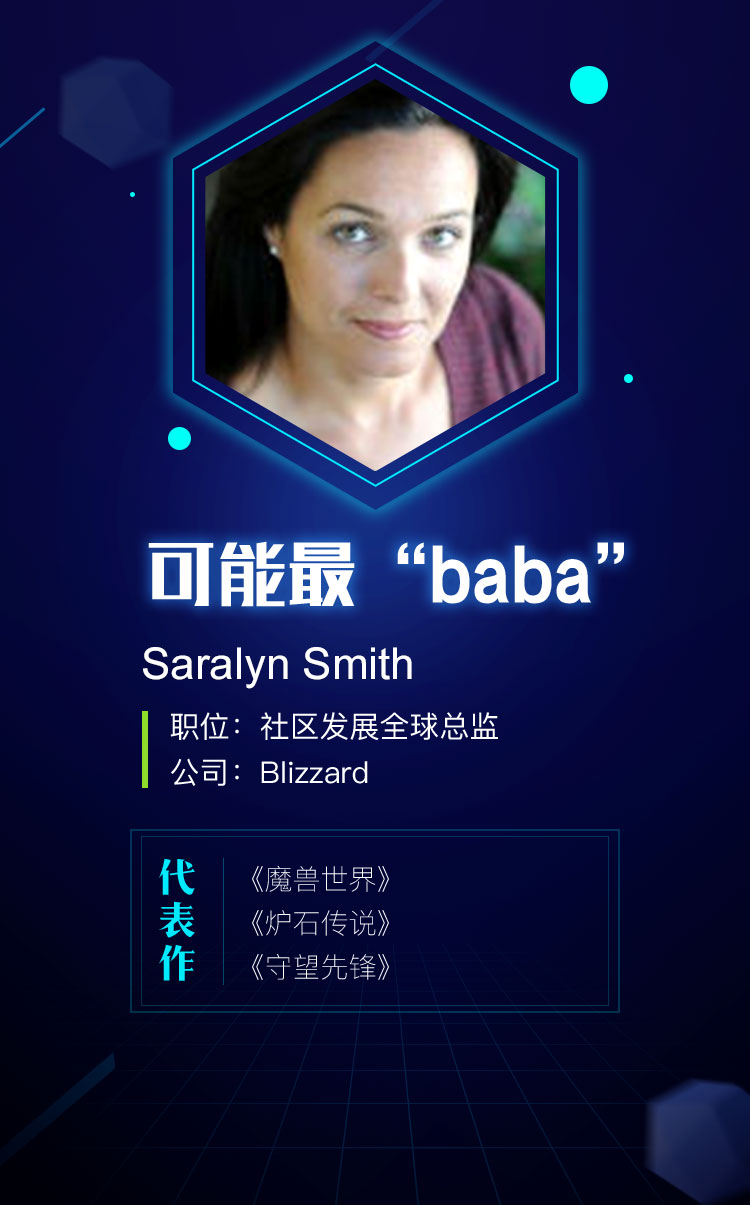 可能最“baba”
Saralyn Smith
职位：社区发展全球总监
公司：Blizzard
代表作
《魔兽世界》
《炉石传说》
《守望先锋》